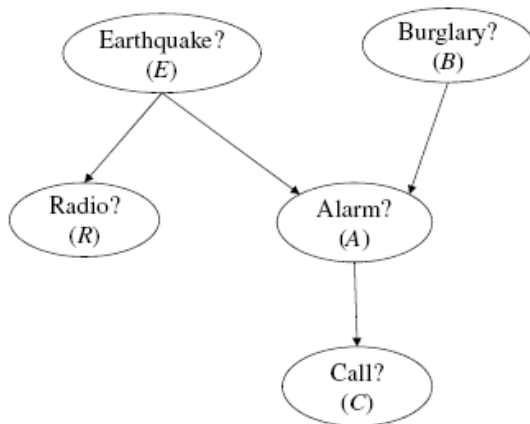 Earthquake?
(E)
Burglary?
(B)
Radio?
(R)
Alarm?
(A)
Call?
(C)